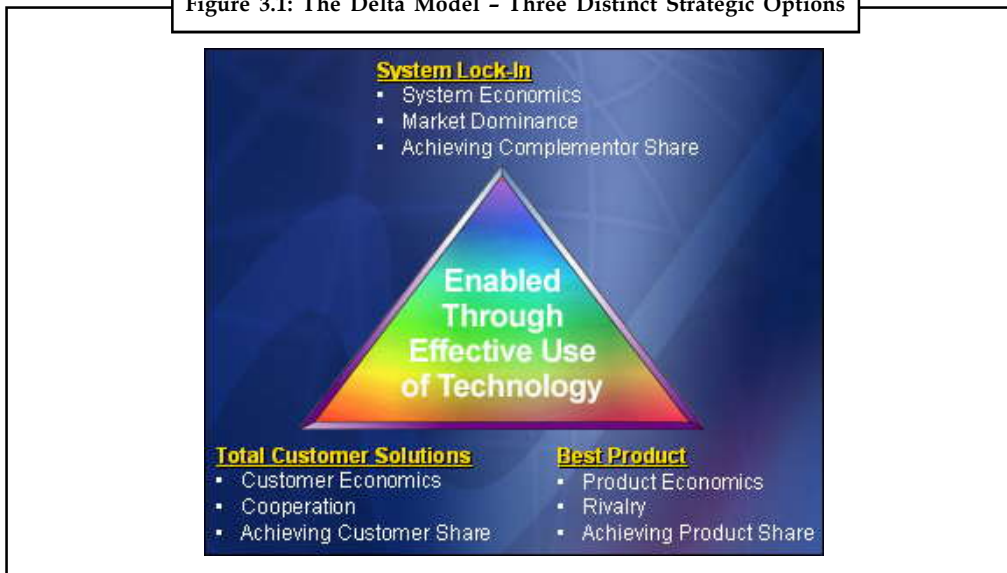 Figure 3.1: The Delta Model – Three Distinct Strategic Options
System Lock-In
▪ System Economics
▪ Market Dominance
▪ Achieving Complementor Share
Enabled
Through
Effective Use
of Technology
Total Customer Solutions
▪ Customer Economics
▪ Cooperation
▪ Achieving Customer Share
Best Product
▪ Product Economics
▪ Rivalry
▪ Achieving Product Share